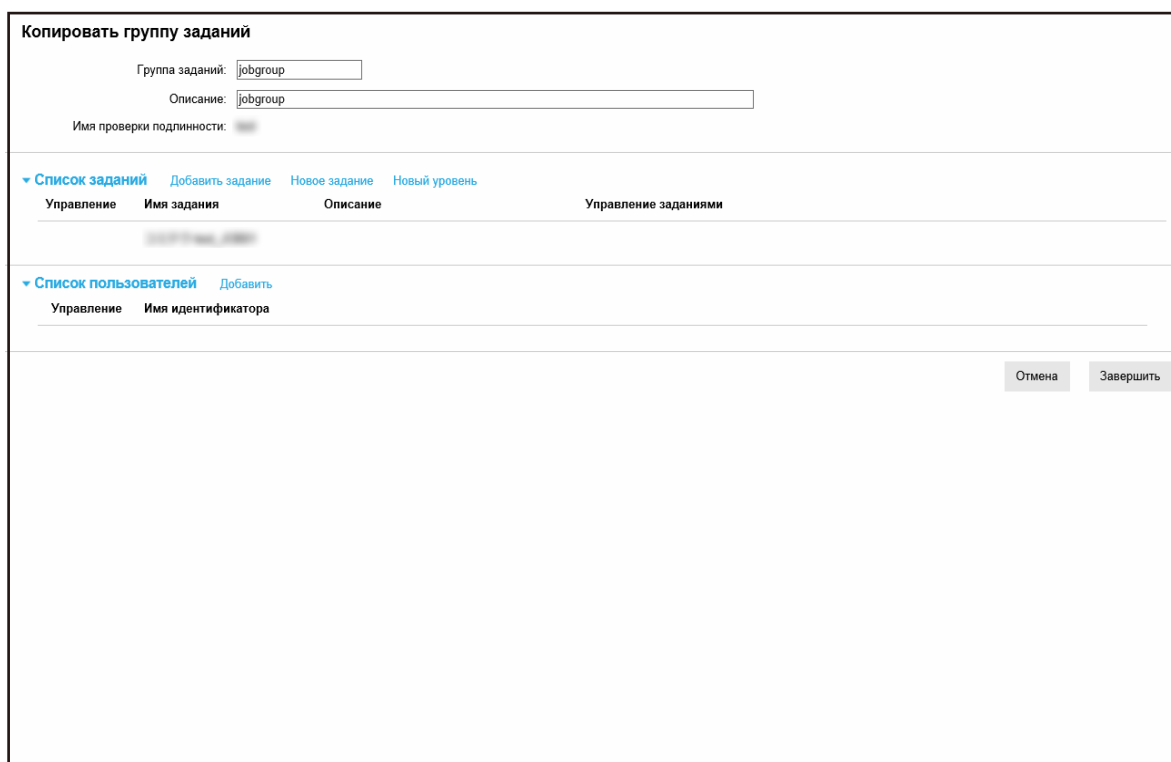 Копировать группу заданий
Группа заданий: jobgroup
Описание: jobgroup
Имя проверки подлинности:
Список заданий Добавить задание Новое задание Новый уровень
Управление Имя задания Описание Управление заданиями
Список пользователей Добавить
Управление Имя идентификатора
Отмена Завершить